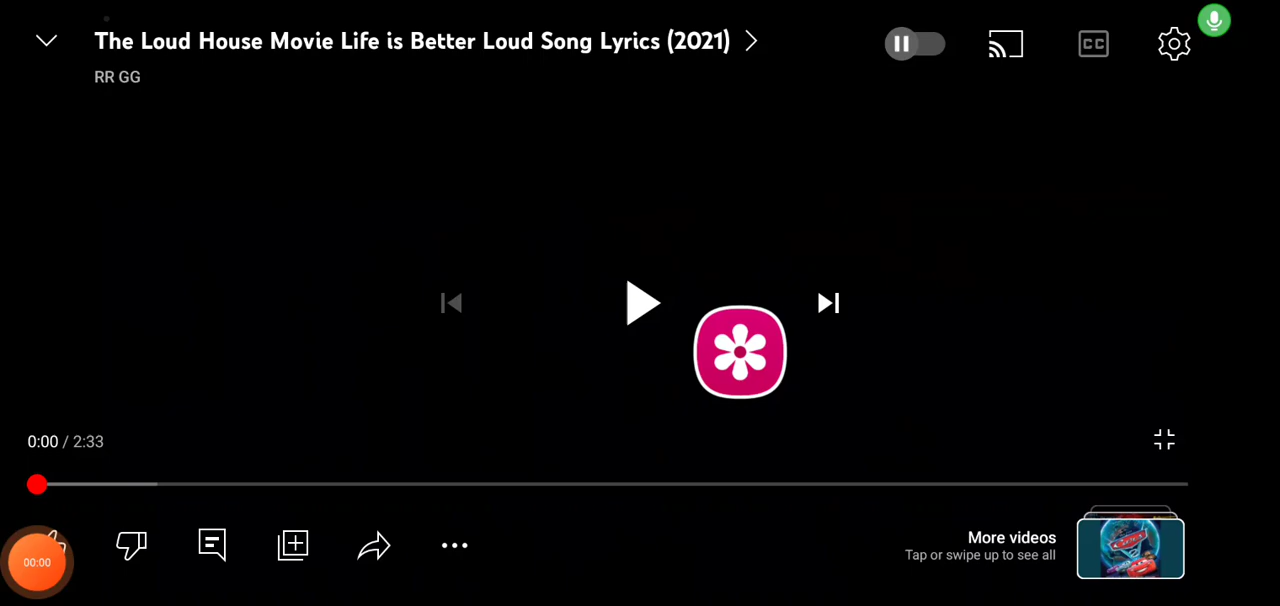 The Loud House Movie Life is Better Loud Song Lyrics (2021)
RR GG
CC
0:00 / 2:33
More videos
Tap or swipe up to see all
00:00